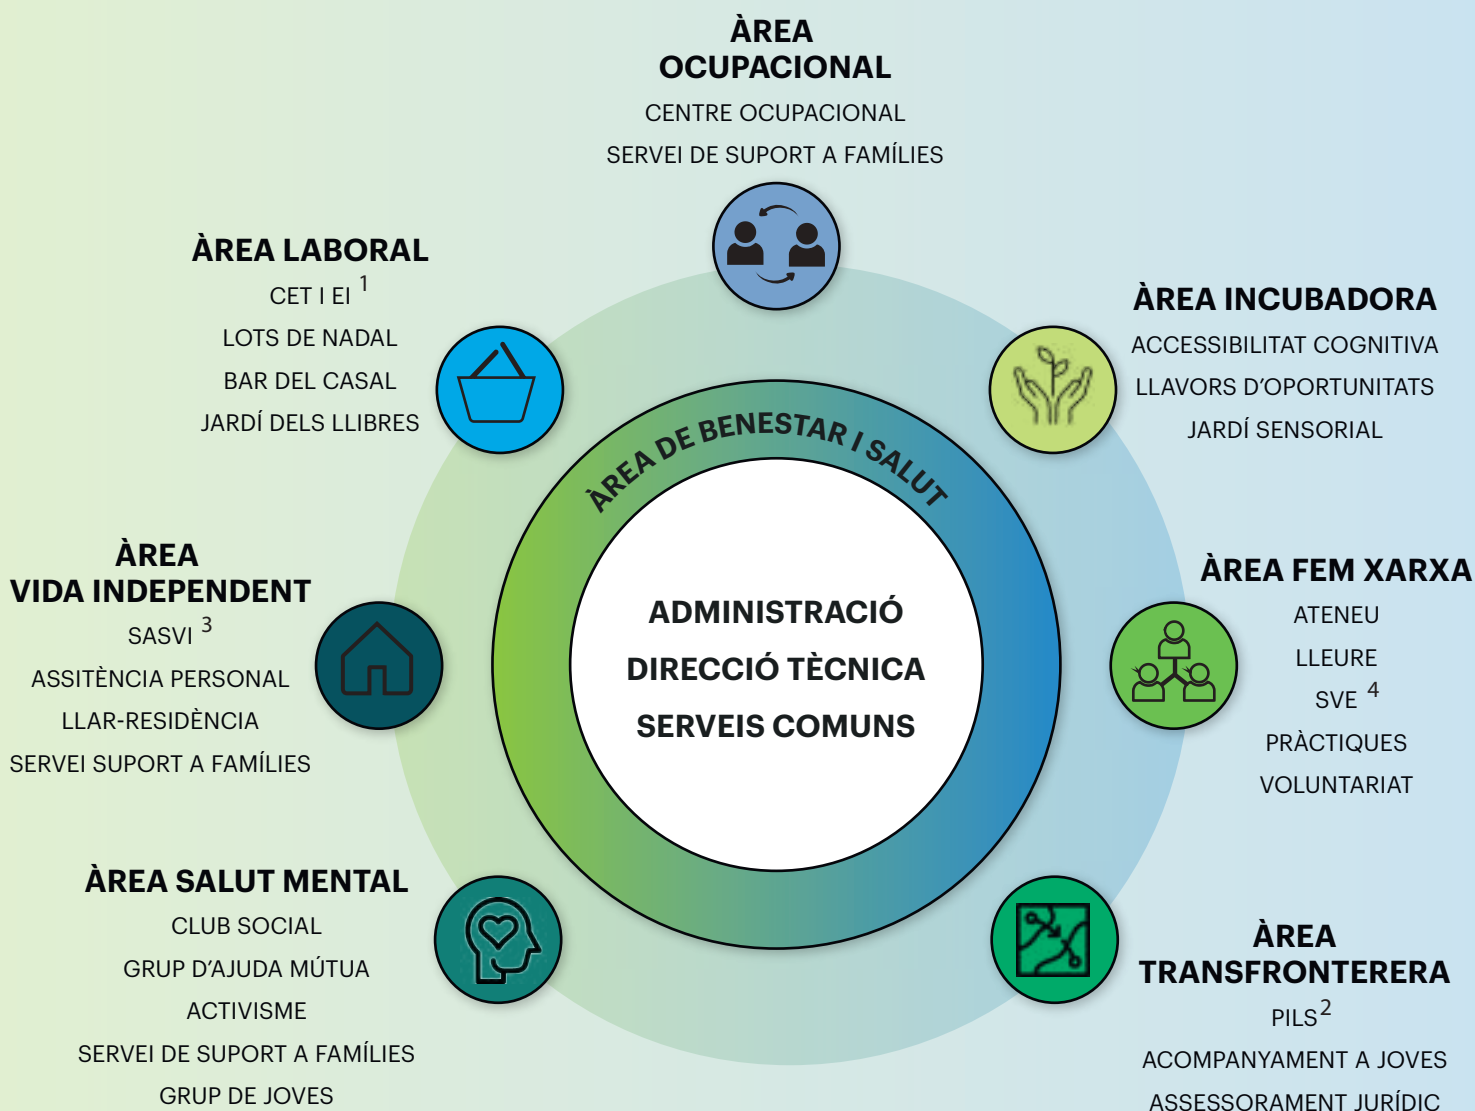 ÀREA
OCUPACIONAL
CENTRE OCUPACIONAL
SERVEI DE SUPORT A FAMÍLIES
ÀREA LABORAL
CET I EI 1
LOTS DE NADAL
BAR DEL CASAL
JARDÍ DELS LLIBRES
ÀREA INCUBADORA
ACCESSIBILITAT COGNITIVA
LLAVORS D'OPORTUNITATS
JARDÍ SENSORIAL
ÀREA DE BENESTAR I SALUT
ADMINISTRACIÓ
DIRECCIÓ TÈCNICA
SERVEIS COMUNS
ÀREA
VIDA INDEPENDENT
SASVI 3
ASSITÈNCIA PERSONAL
LLAR-RESIDÈNCIA
SERVEI SUPORT A FAMÍLIES
ÀREA FEM XARXA
ATENEU
LLEURE
SVE 4
PRÀCTIQUES
VOLUNTARIAT
ÀREA SALUT MENTAL
CLUB SOCIAL
GRUP D'AJUDA MÚTUA
ACTIVISME
SERVEI DE SUPORT A FAMÍLIES
GRUP DE JOVES
ÀREA
TRANSFRONTERERA
PILS 2
ACOMPANYAMENT A JOVES
ASSESSORAMENT JURÍDIC